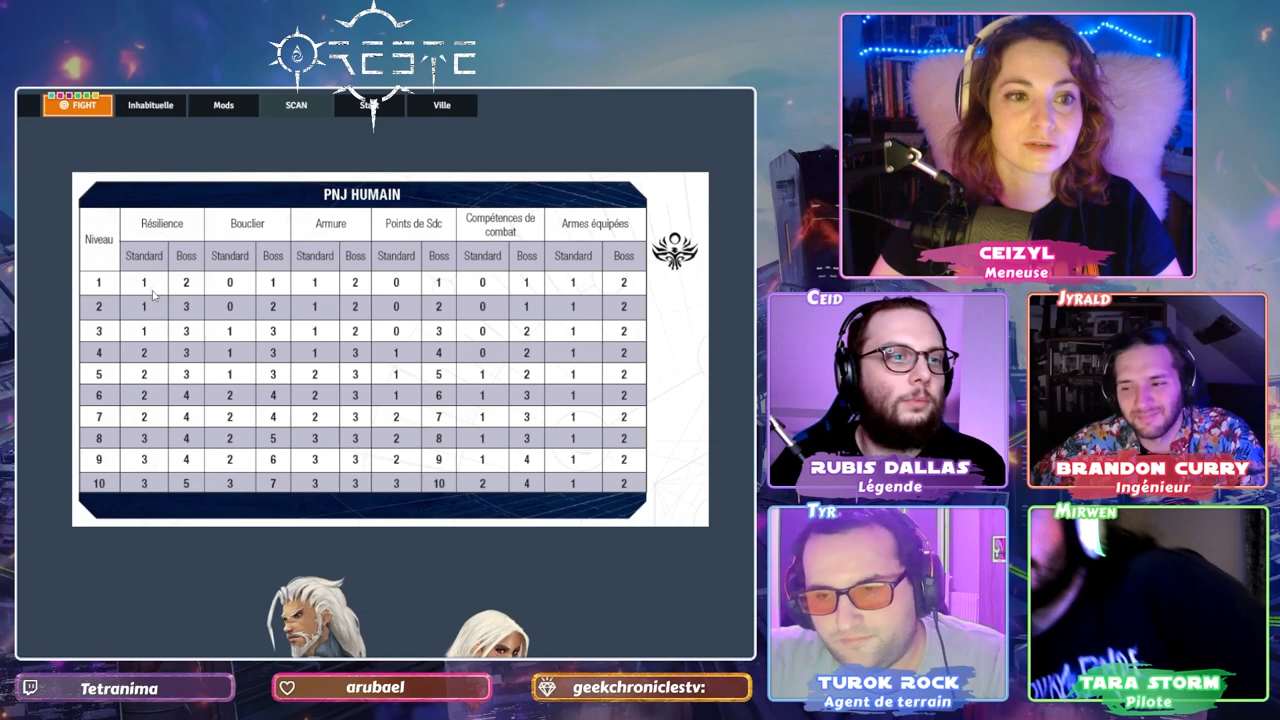 ORESTE
FIGHT
Inhabituelle
Mods
SCAN
Ville
PNJ HUMAIN
Niveau Résilience Bouclier Armure Points de Sdc Compétences de combat Armes équipées
Standard Boss Standard Boss Standard Boss Standard Boss Standard Boss Standard Boss
1 1 2 0 1 1 2 0 1 0 1 1 2
2 1 3 0 2 1 2 0 2 0 1 1 2
3 1 3 1 3 1 2 0 3 0 2 1 2
4 2 3 1 3 1 3 1 4 0 2 1 2
5 2 3 1 3 2 3 1 5 1 2 1 2
6 2 4 2 4 2 3 1 6 1 3 1 2
7 2 4 2 4 2 3 2 7 1 3 1 2
8 3 4 2 5 3 3 2 8 1 3 1 2
9 3 4 2 6 3 3 2 9 1 4 1 2
10 3 5 3 7 3 3 3 10 2 4 1 2
CEIZYL
Meneuse
CEID
RUBIS DALLAS
Légende
JYRALD
BRANDON CURRY
Ingénieur
TYR
TUROK ROCK
Agent de terrain
MIRWEN
TARA STORM
Pilote
Tetranima
arubael
geekchroniclestv: